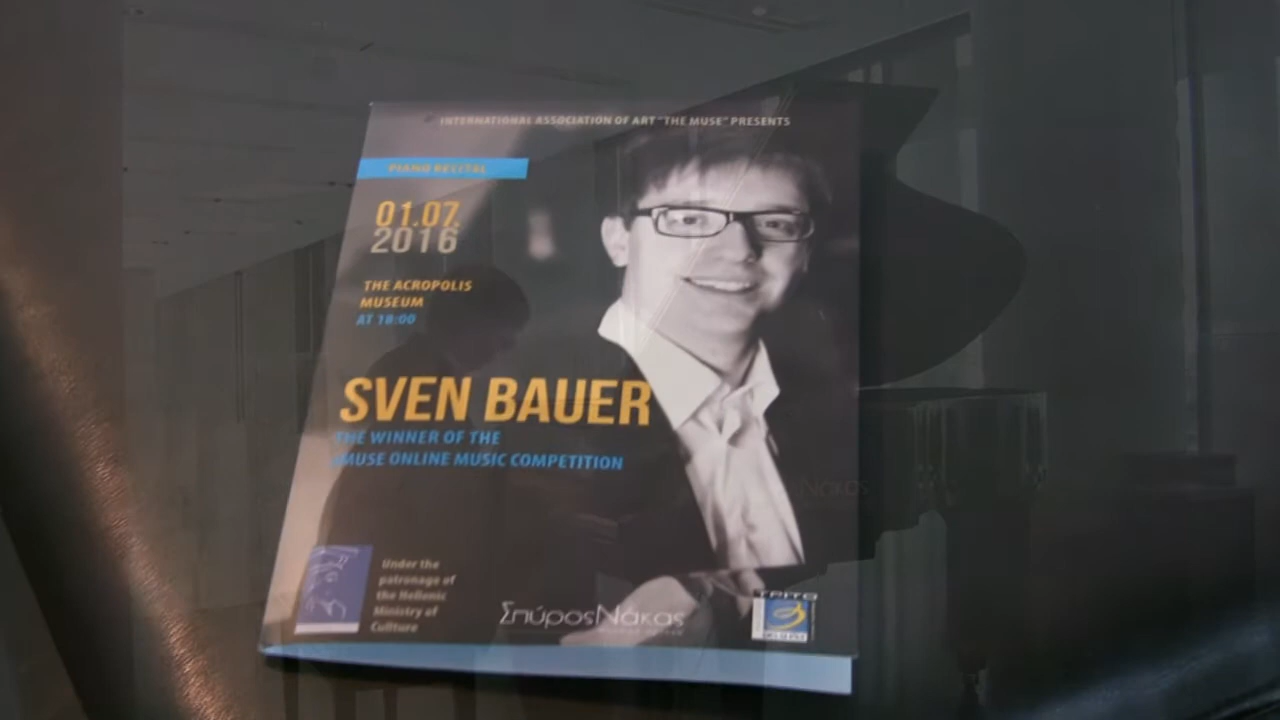 INTERNATIONAL ASSOCIATION OF ART "THE MUSE" PRESENTS
PIANO RECITAL
01.07.
2016
THE ACROPOLIS
MUSEUM
AT 18:00
SVEN BAUER
THE WINNER OF THE
MUSE ONLINE MUSIC COMPETITION
Under the
patronage of
the Hellenic
Ministry of
Cullture
ΣπύροςΝάκας
ΤΡΙΤΟ